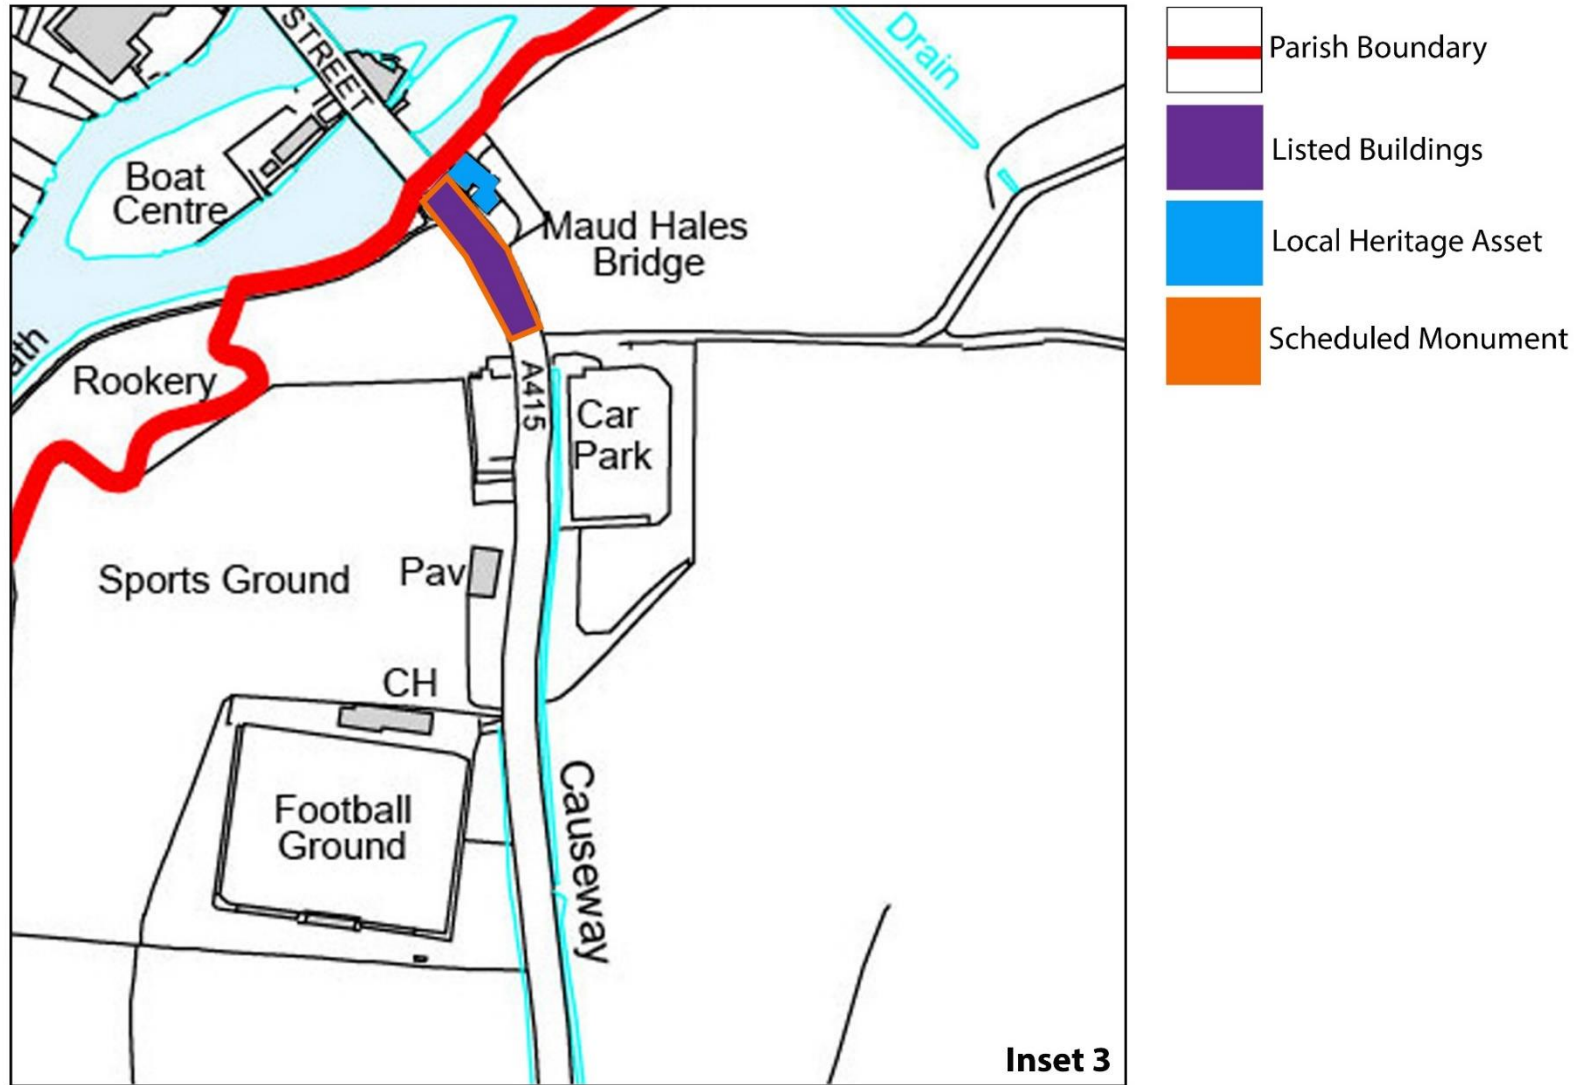 STREET
Drain
Boat
Centre
Maud Hales
Bridge
ath
Rookery
A415
Car
Park
Sports Ground
Pav
CH
Football
Ground
Causeway
Inset 3
Parish Boundary
Listed Buildings
Local Heritage Asset
Scheduled Monument